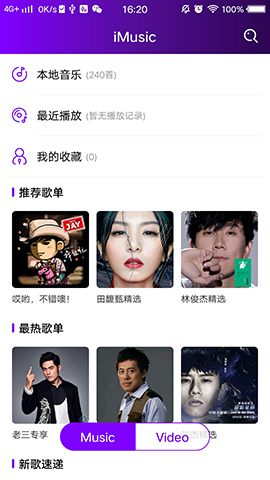 4G+ 0K/s 16:20 100%
iMusic
本地音乐 (240首)
最近播放 (暂无播放记录)
我的收藏 (0)
推荐歌单
JAY
哎哟，不错噢！ 田馥甄精选 林俊杰精选
最热歌单
老三专享
杰精选
Music Video
新歌速递